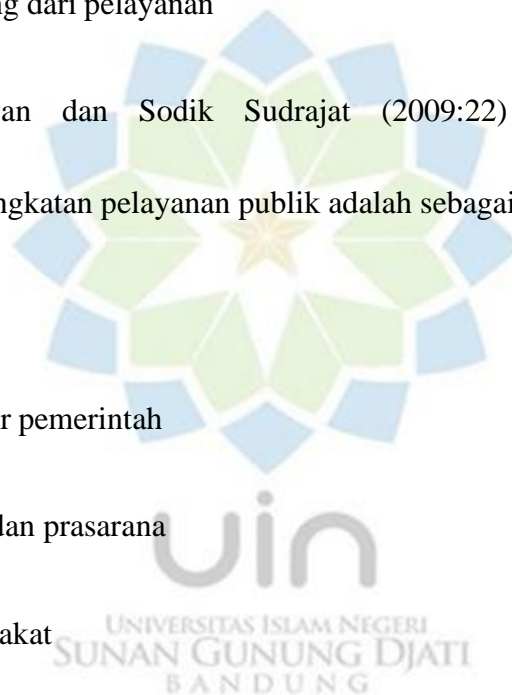 ng dari pelayanan
van dan Sodik Sudrajat (2009:22)
ngkatan pelayanan publik adalah sebagai
r pemerintah
dan prasarana
uin
akat
UNIVERSITAS ISLAM NEGERI
SUNAN GUNUNG DJATI
BANDUNG